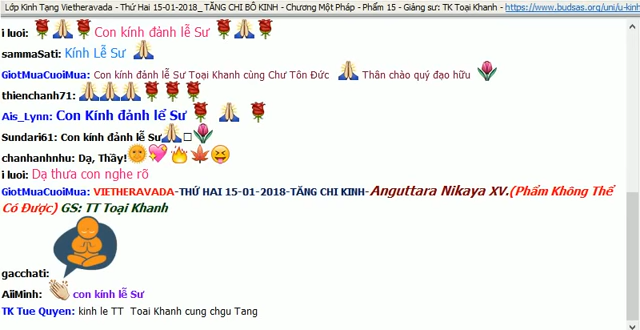 Lớp Kinh Tạng Vietheravada - Thứ Hai 15-01-2018_ TĂNG CHI BỘ KINH - Chương Một Pháp - Phẩm 15 - Giảng sư: TK Toại Khanh - https://www.budsas.org/uni/u-kinh
i luoi: Con kính đảnh lễ Sư
sammaSati: Kính Lễ Sư
GiotMuaCuoiMua: Con kính đảnh lễ Sư Toại Khanh cùng Chư Tôn Đức Thân chào quý đạo hữu
thienchanh71:
Ais_Lynn: Con Kính đảnh lể Sư
Sundari61: Con kính đảnh lễ Sư
chanhanhnhu: Dạ, Thầy!
i luoi: Dạ thưa con nghe rõ
GiotMuaCuoiMua: VIETHERAVADA-THỨ HAI 15-01-2018-TĂNG CHI KINH-Anguttara Nikaya XV.(Phẩm Không Thể
Có Được) GS: TT Toại Khanh
gacchati:
AiiMinh: con kính lễ Sư
TK Tue Quyen: kinh le TT Toai Khanh cung chgu Tang